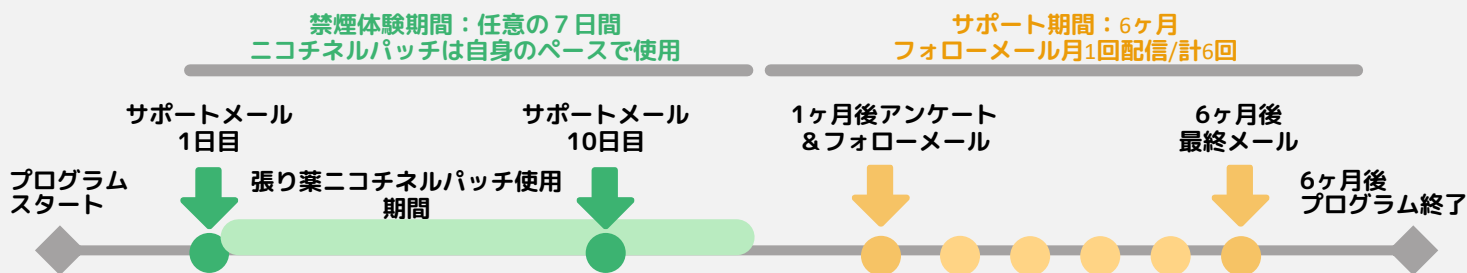 禁煙体験期間：任意の７日間
ニコチネルパッチは自身のペースで使用
サポート期間：6ヶ月
フォローメール月1回配信/計6回
サポートメール
1日目
サポートメール
10日目
1ヶ月後アンケート
＆フォローメール
6ヶ月後
最終メール
プログラム
スタート
張り薬ニコチネルパッチ使用
期間
6ヶ月後
プログラム終了